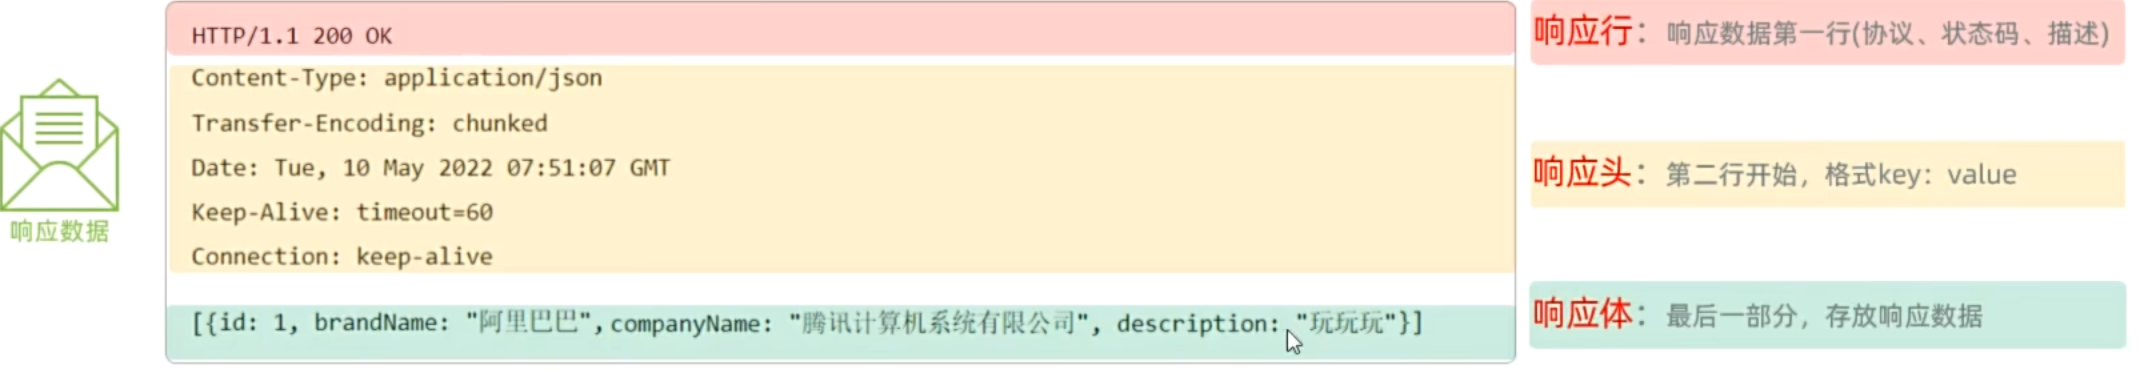 HTTP/1.1 200 OK
响应行：响应数据第一行(协议、状态码、描述)
Content-Type: application/json
Transfer-Encoding: chunked
Date: Tue, 10 May 2022 07:51:07 GMT
Keep-Alive: timeout=60
Connection: keep-alive
响应头：第二行开始，格式key：value
响应数据
[{id: 1, brandName: "阿里巴巴",companyName: "腾讯计算机系统有限公司", description: "玩玩玩"}]
响应体：最后一部分，存放响应数据